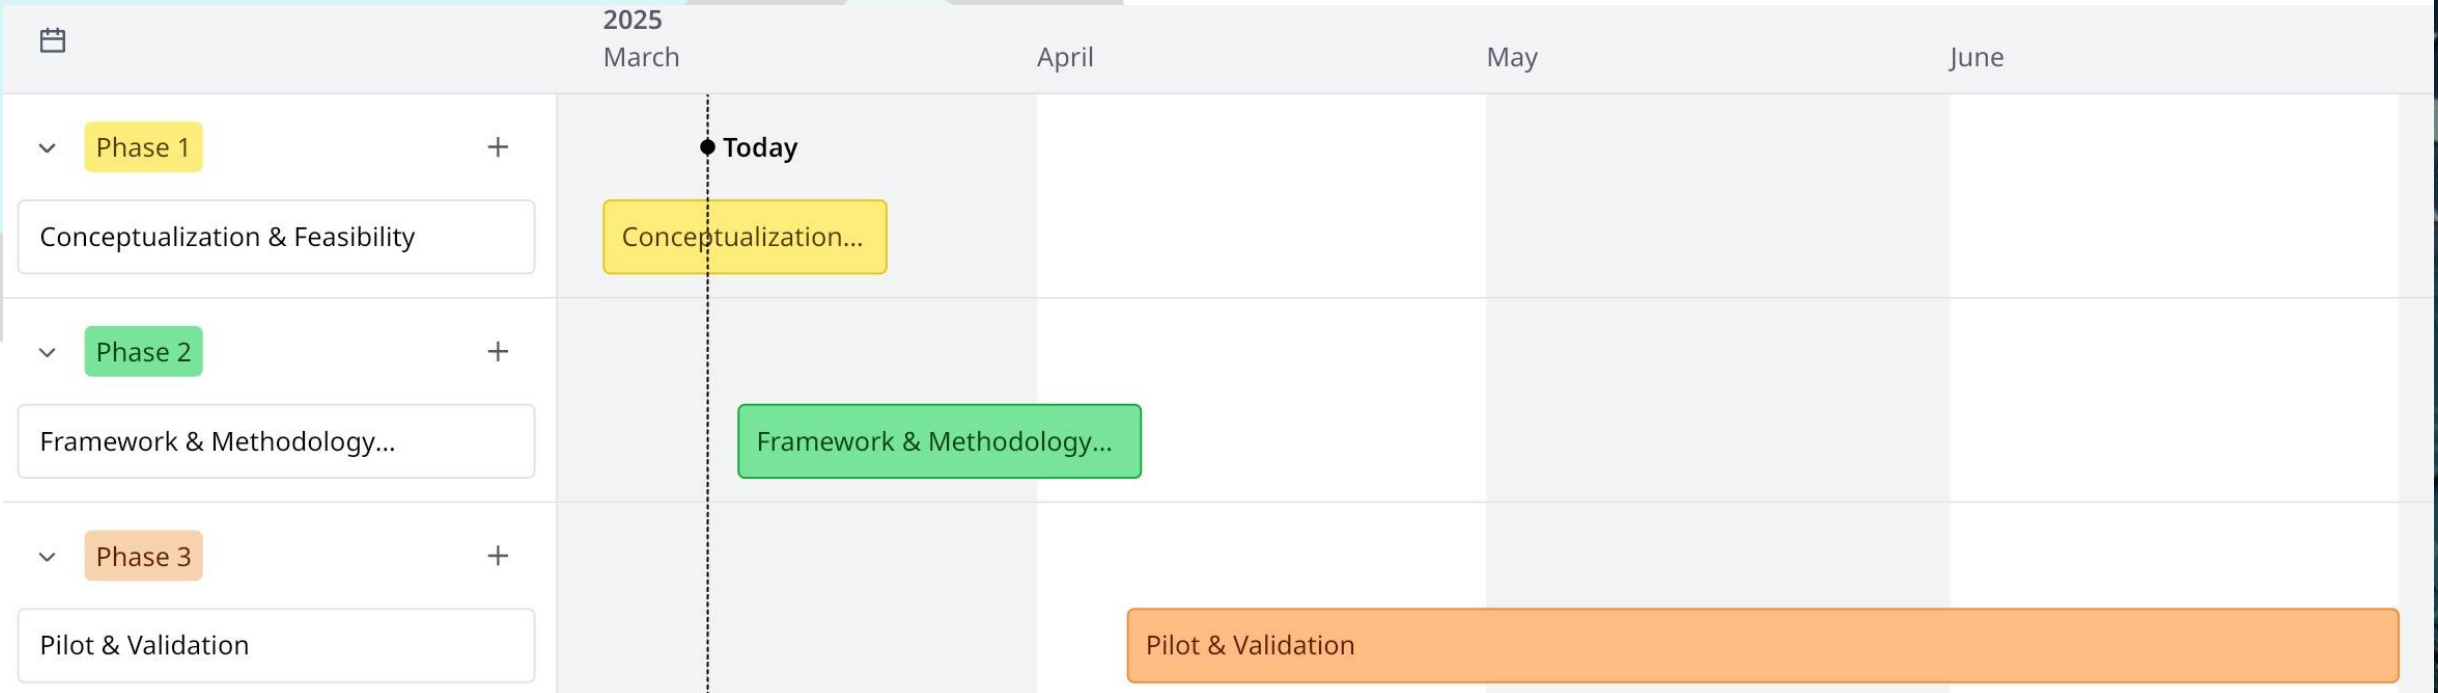 2025
March
April
May
June
Phase 1
Today
Conceptualization & Feasibility
Conceptualization...
Phase 2
Framework & Methodology...
Framework & Methodology...
Phase 3
Pilot & Validation
Pilot & Validation